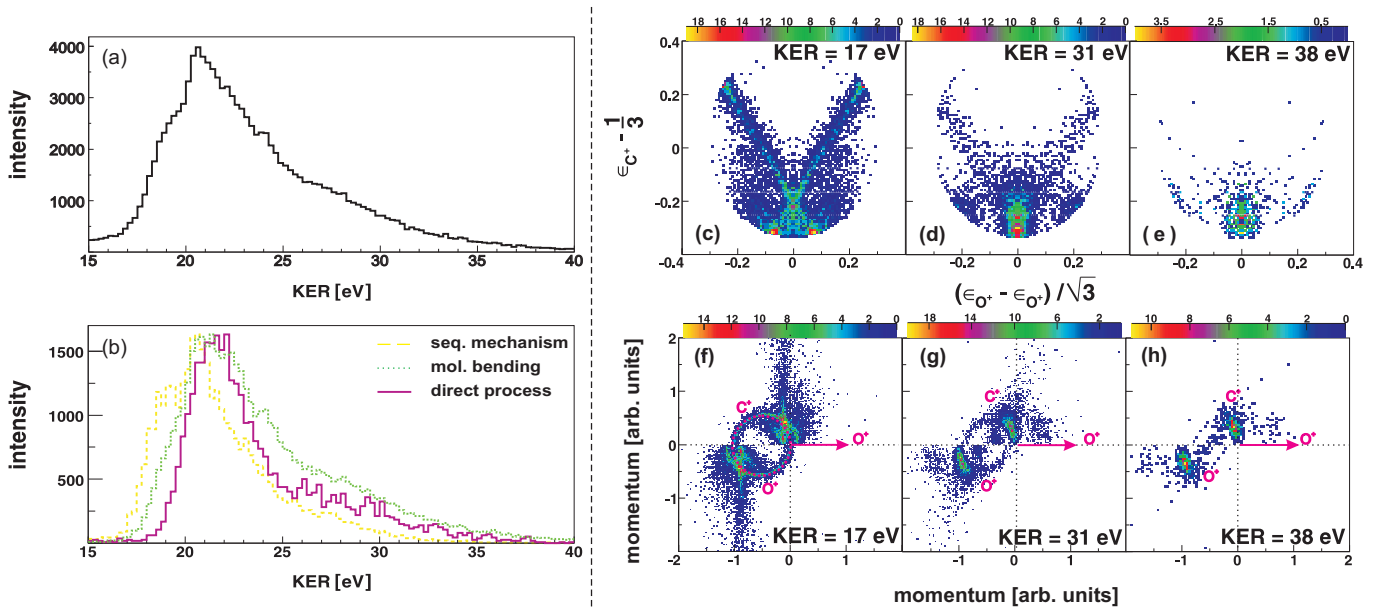 (a)
4000
3000
2000
1000
intensity
15 20 25 30 35 40
KER [eV]
(b)
1500
1000
500
intensity
seq. mechanism
mol. bending
direct process
15 20 25 30 35 40
KER [eV]
18 16 14 12 10 8 6 4 2 0
18 16 14 12 10 8 6 4 2 0
3.5 2.5 1.5 0.5
KER = 17 eV
KER = 31 eV
KER = 38 eV
0.4
0.2
0
-0.2
-0.4
ϵC+ - 1/3
(c)
(d)
(e)
-0.2 0 0.2
-0.2 0 0.2
-0.2 0 0.2 0.4
(ϵO+ - ϵO+) /√3
14 12 10 8 6 4 2
18 14 10 6 2
10 8 6 4 2 0
2
1
0
-1
-2
momentum [arb. units]
(f)
(g)
(h)
C+
O+
O+
C+
O+
O+
C+
O+
O+
KER = 17 eV
KER = 31 eV
KER = 38 eV
-1 0 1
-1 0 1
-1 0 1 2
momentum [arb. units]